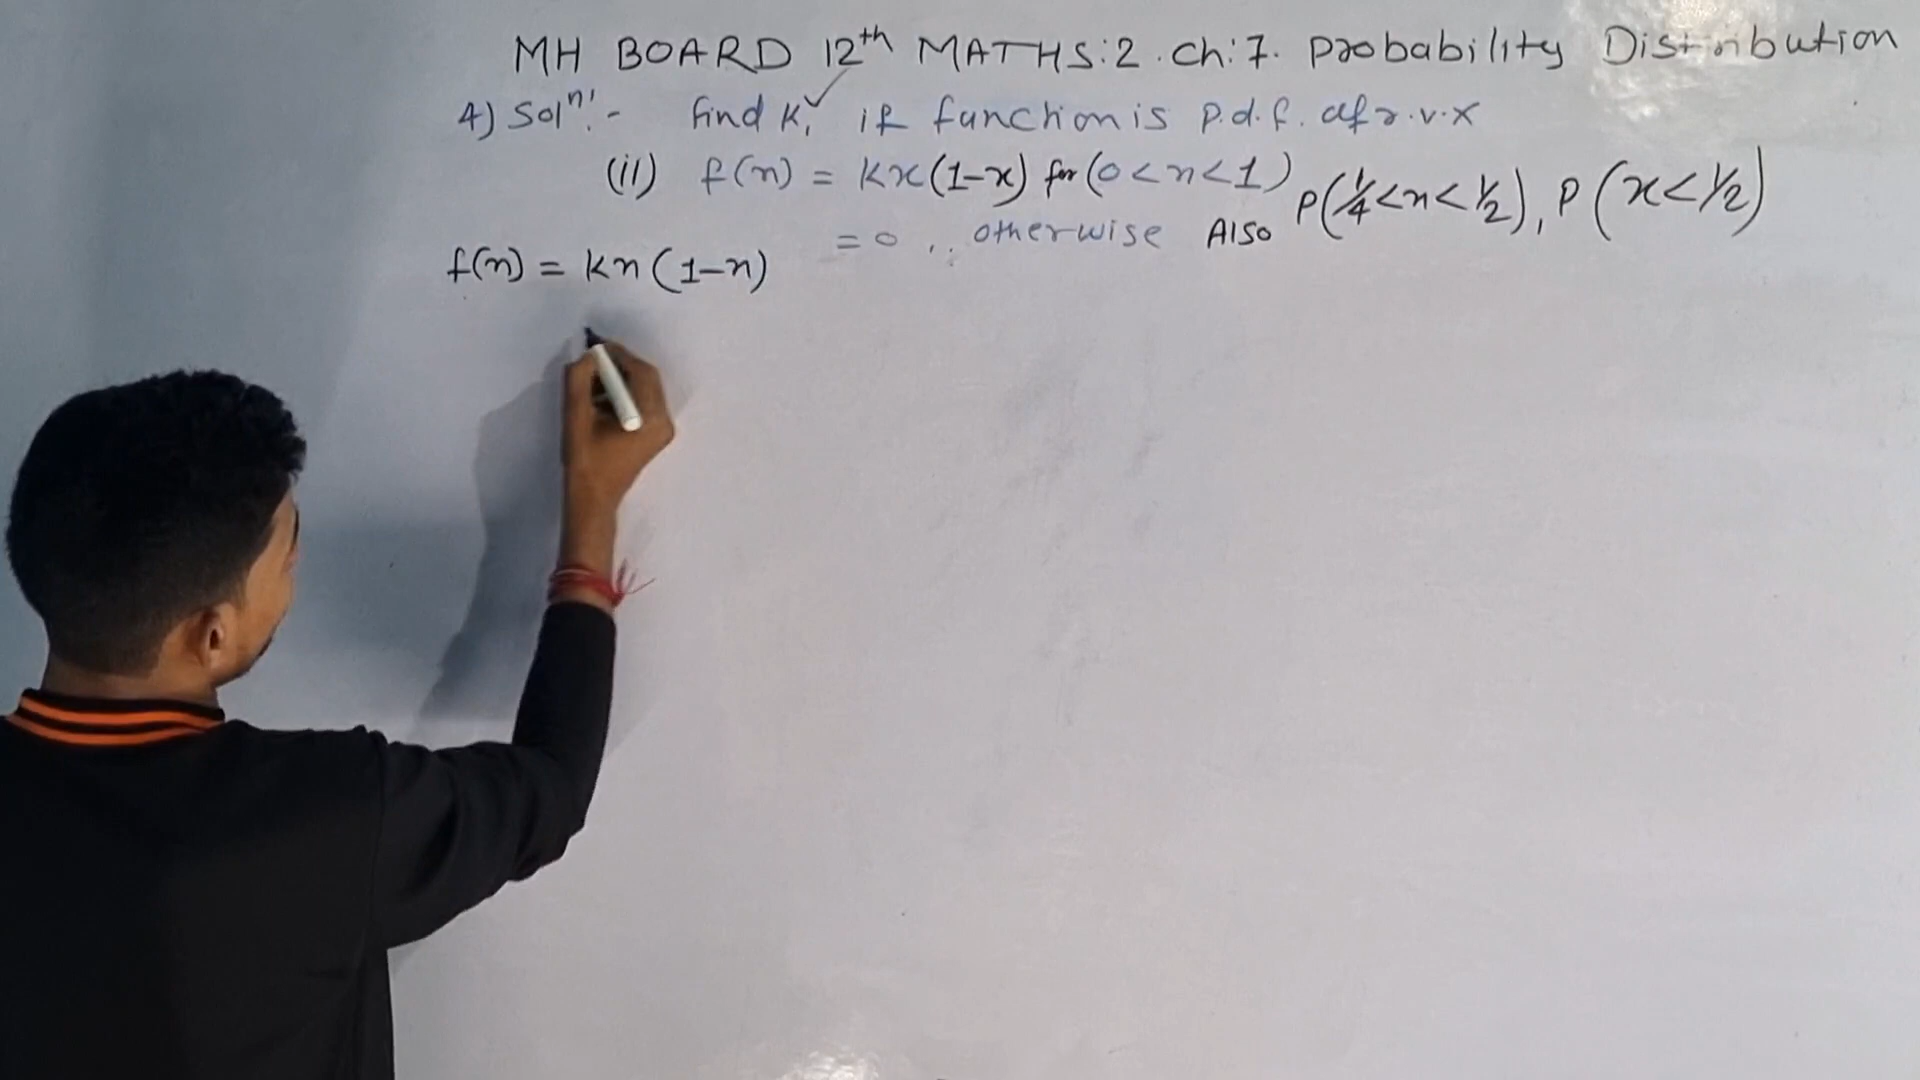 MH BOARD 12th MATHS:2. Ch:7. Probability Distribution
4) Solⁿ:- Find K, if function is P.d.f. of r.v.x
(ii) f(x) = Kx(1-x) for (0<x<1)
=0 .. otherwise Also P(1/4<x<1/2), P(x<1/2)
f(x) = Kx(1-x)